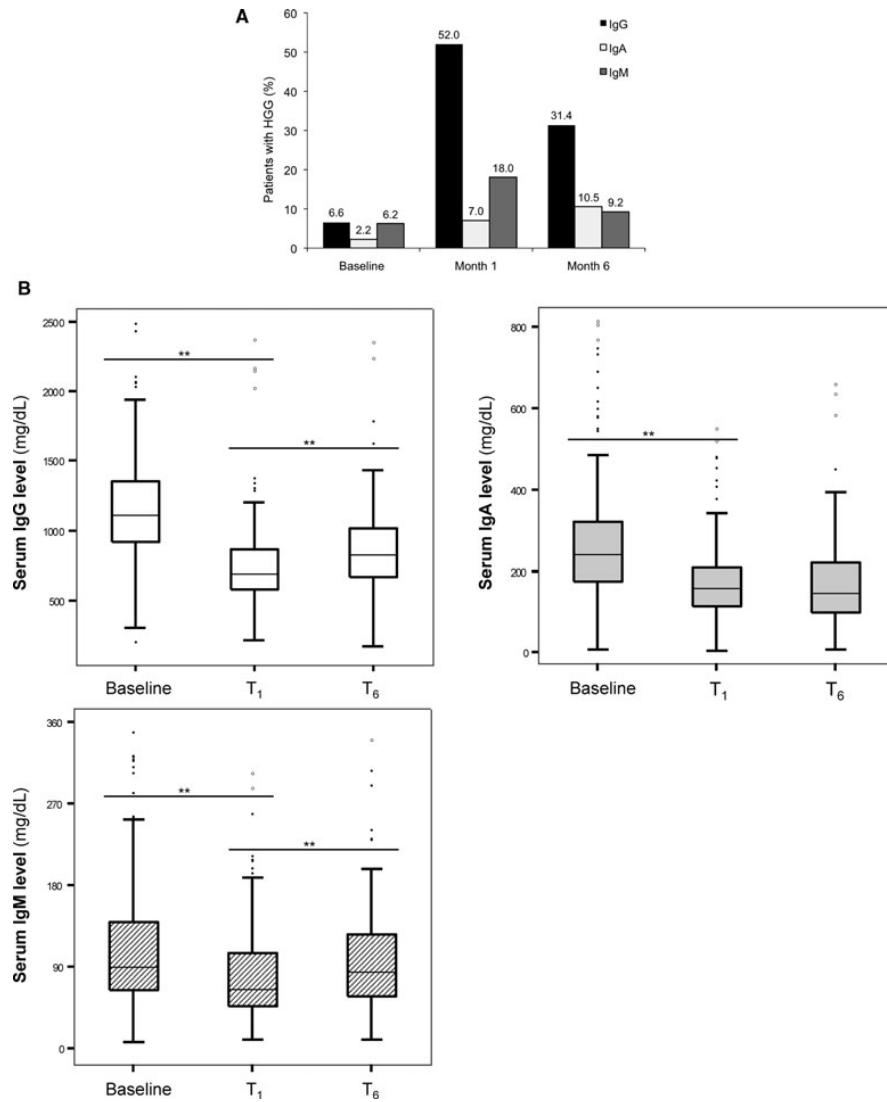 A
60
50
40
30
20
10
0
Patients with HGG (%)
IgG
IgA
IgM
6.6
2.2
6.2
52.0
7.0
18.0
31.4
10.5
9.2
Baseline
Month 1
Month 6
B
Serum IgG level (mg/dL)
2500
2000
1500
1000
500
**
**
Baseline
T1
T6
Serum IgA level (mg/dL)
800
600
400
200
0
**
Baseline
T1
T6
Serum IgM level (mg/dL)
360
270
180
90
0
**
**
Baseline
T1
T6